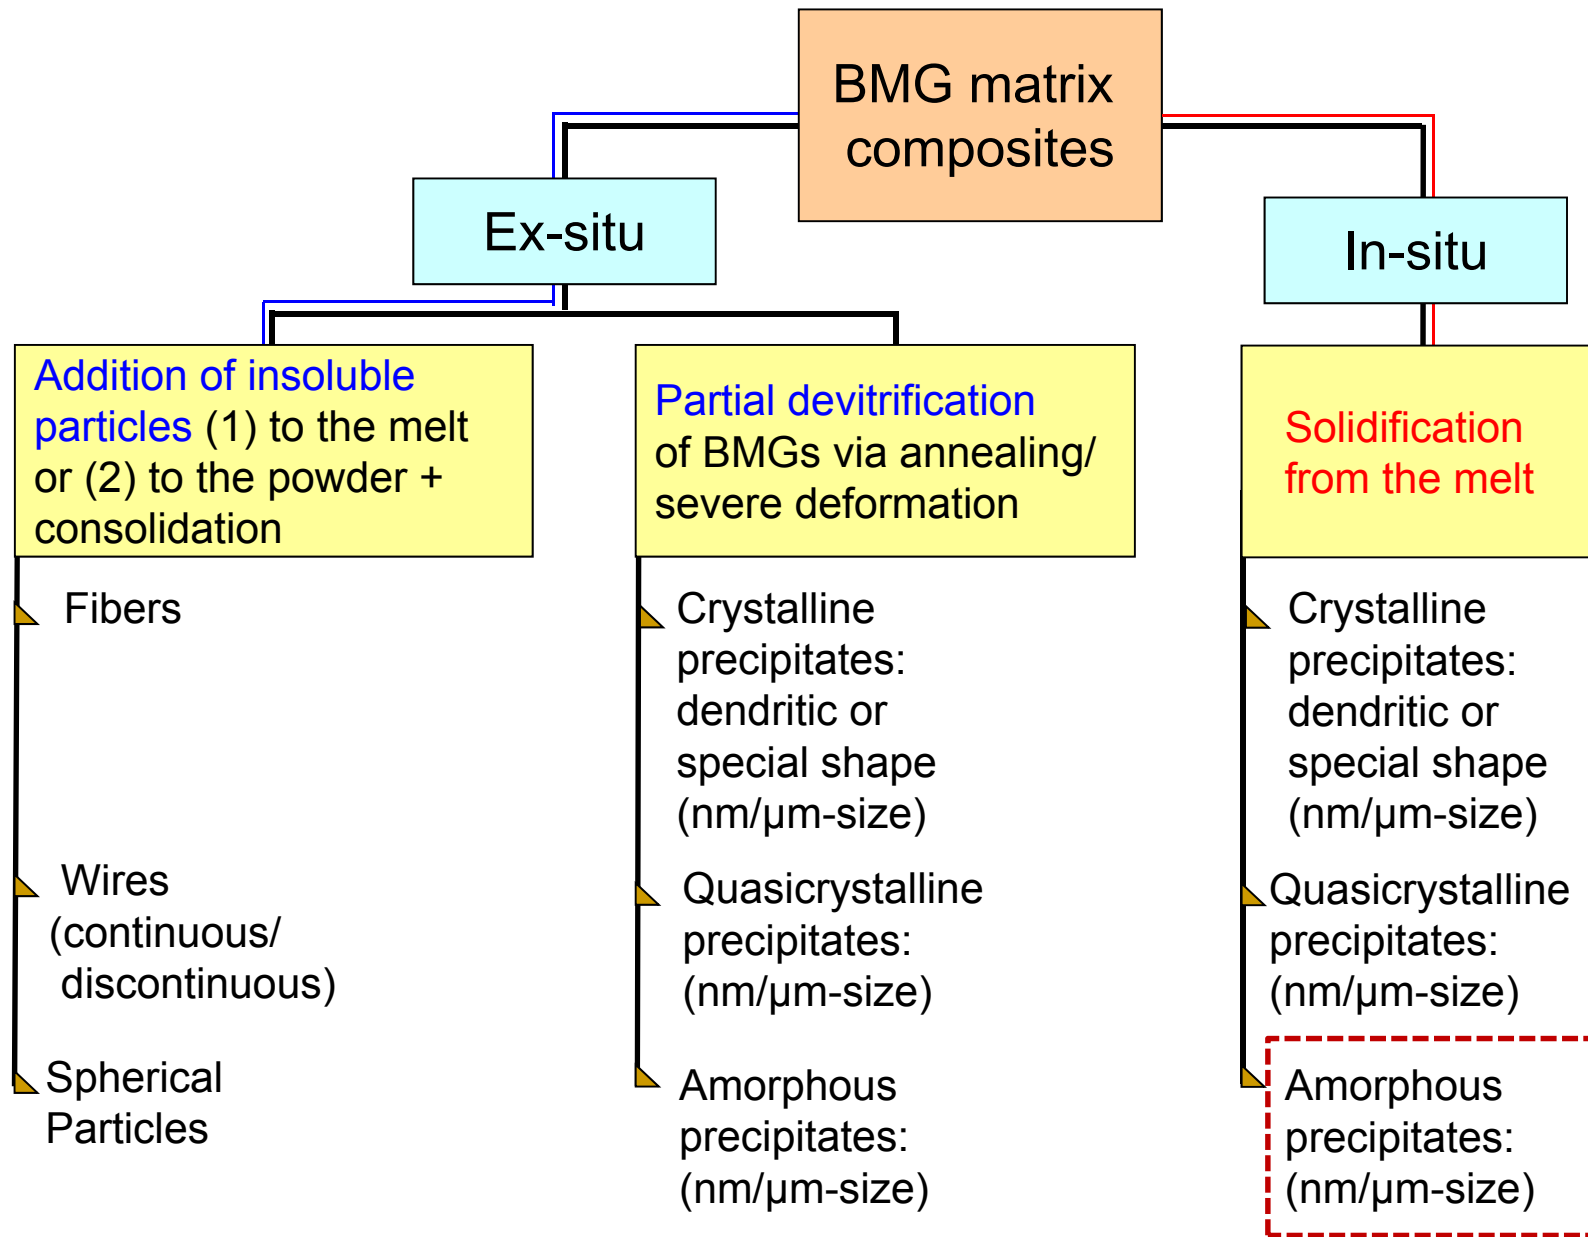 BMG matrix
composites
Ex-situ
In-situ
Addition of insoluble
particles (1) to the melt
or (2) to the powder +
consolidation
Partial devitrification
of BMGs via annealing/
severe deformation
Solidification
from the melt
Fibers
Wires
(continuous/
discontinuous)
Spherical
Particles
Crystalline
precipitates:
dendritic or
special shape
(nm/µm-size)
Quasicrystalline
precipitates:
(nm/µm-size)
Amorphous
precipitates:
(nm/µm-size)
Crystalline
precipitates:
dendritic or
special shape
(nm/µm-size)
Quasicrystalline
precipitates:
(nm/µm-size)
Amorphous
precipitates:
(nm/µm-size)